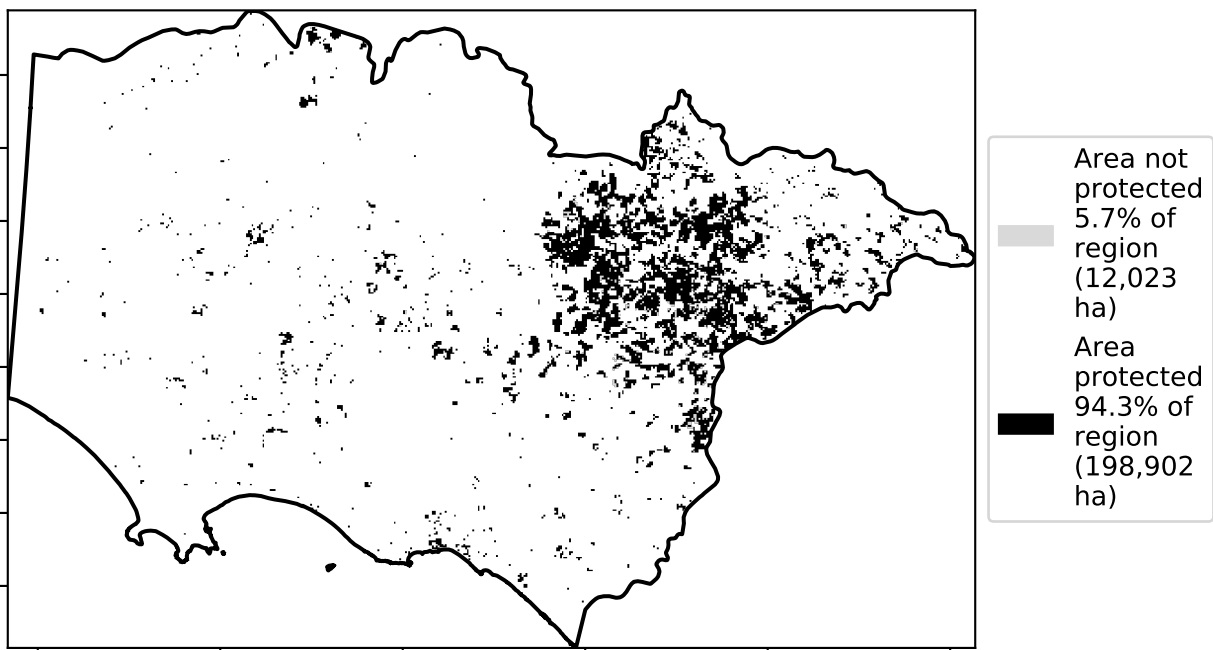 Area not
protected
5.7% of
region
(12,023
ha)
Area
protected
94.3% of
region
(198,902
ha)